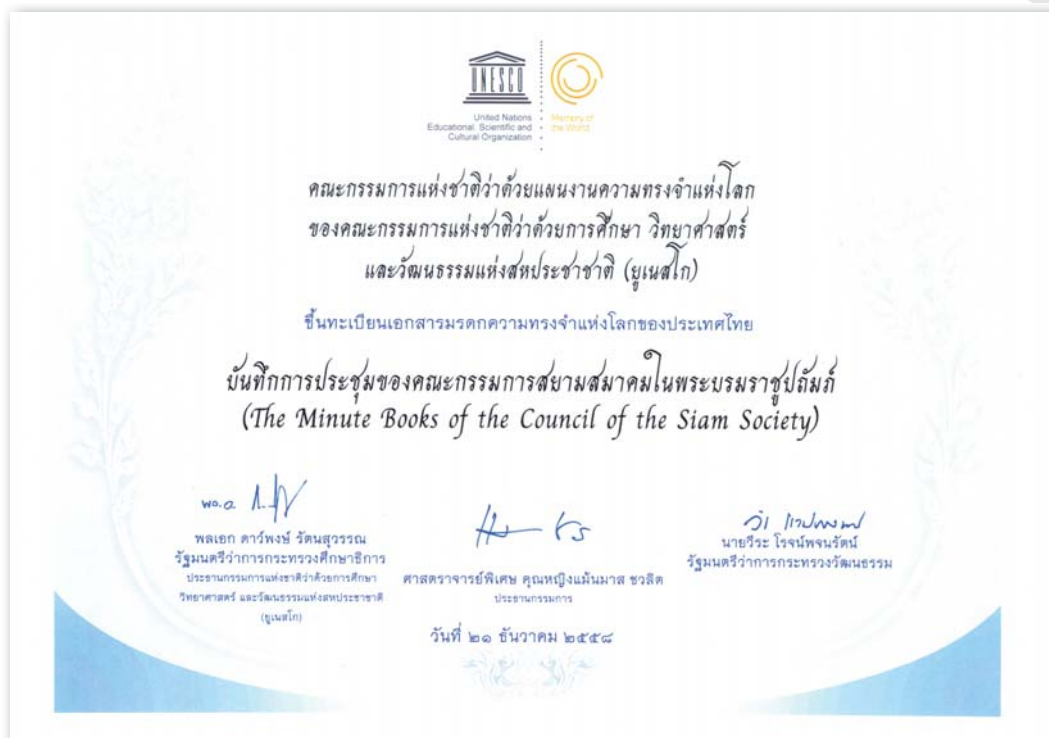 UNESCO
United Nations
Educational, Scientific and
Cultural Organization
Memory of
the World
คณะกรรมการแห่งชาติว่าด้วยแผนงานความทรงจำแห่งโลก
ของคณะกรรมการแห่งชาติว่าด้วยการศึกษา วิทยาศาสตร์
และวัฒนธรรมแห่งสหประชาชาติ (ยูเนสโก)
ขึ้นทะเบียนเอกสารมรดกความทรงจำแห่งโลกของประเทศไทย
บันทึกการประชุมของคณะกรรมการสยามสมาคมในพระบรมราชูปถัมภ์
(The Minute Books of the Council of the Siam Society)
พล.อ.
พลเอก ดาว์พงษ์ รัตนสุวรรณ
รัฐมนตรีว่าการกระทรวงศึกษาธิการ
ประธานกรรมการแห่งชาติว่าด้วยการศึกษา
วิทยาศาสตร์ และวัฒนธรรมแห่งสหประชาชาติ
(ยูเนสโก)
ศาสตราจารย์พิเศษ คุณหญิงแม้นมาส ชวลิต
ประธานกรรมการ
นายวีระ โรจน์พจนรัตน์
รัฐมนตรีว่าการกระทรวงวัฒนธรรม
วันที่ ๒๑ ธันวาคม ๒๕๕๘